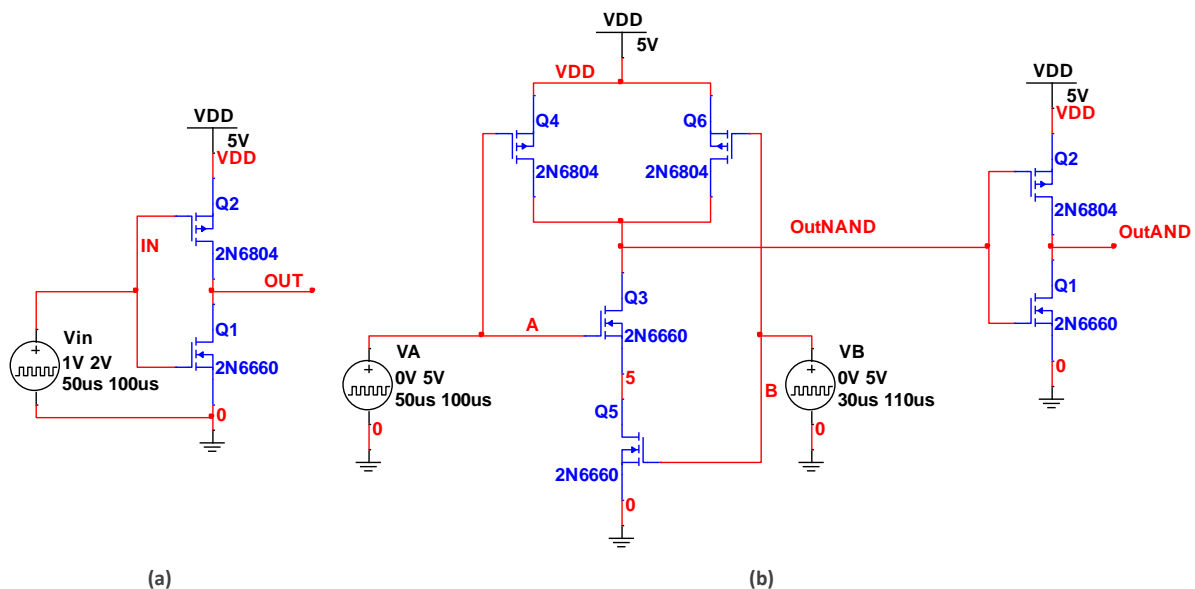 VDD
5V
VDD
Q2
2N6804
IN
OUT
Q1
2N6660
Vin
1V 2V
50us 100us
0
(a)
VDD
5V
VDD
Q4
2N6804
Q6
2N6804
OutNAND
Q3
2N6660
A
VA
0V 5V
50us 100us
0
5
Q5
2N6660
0
B
VB
0V 5V
30us 110us
0
VDD
5V
VDD
Q2
2N6804
OutAND
Q1
2N6660
0
(b)